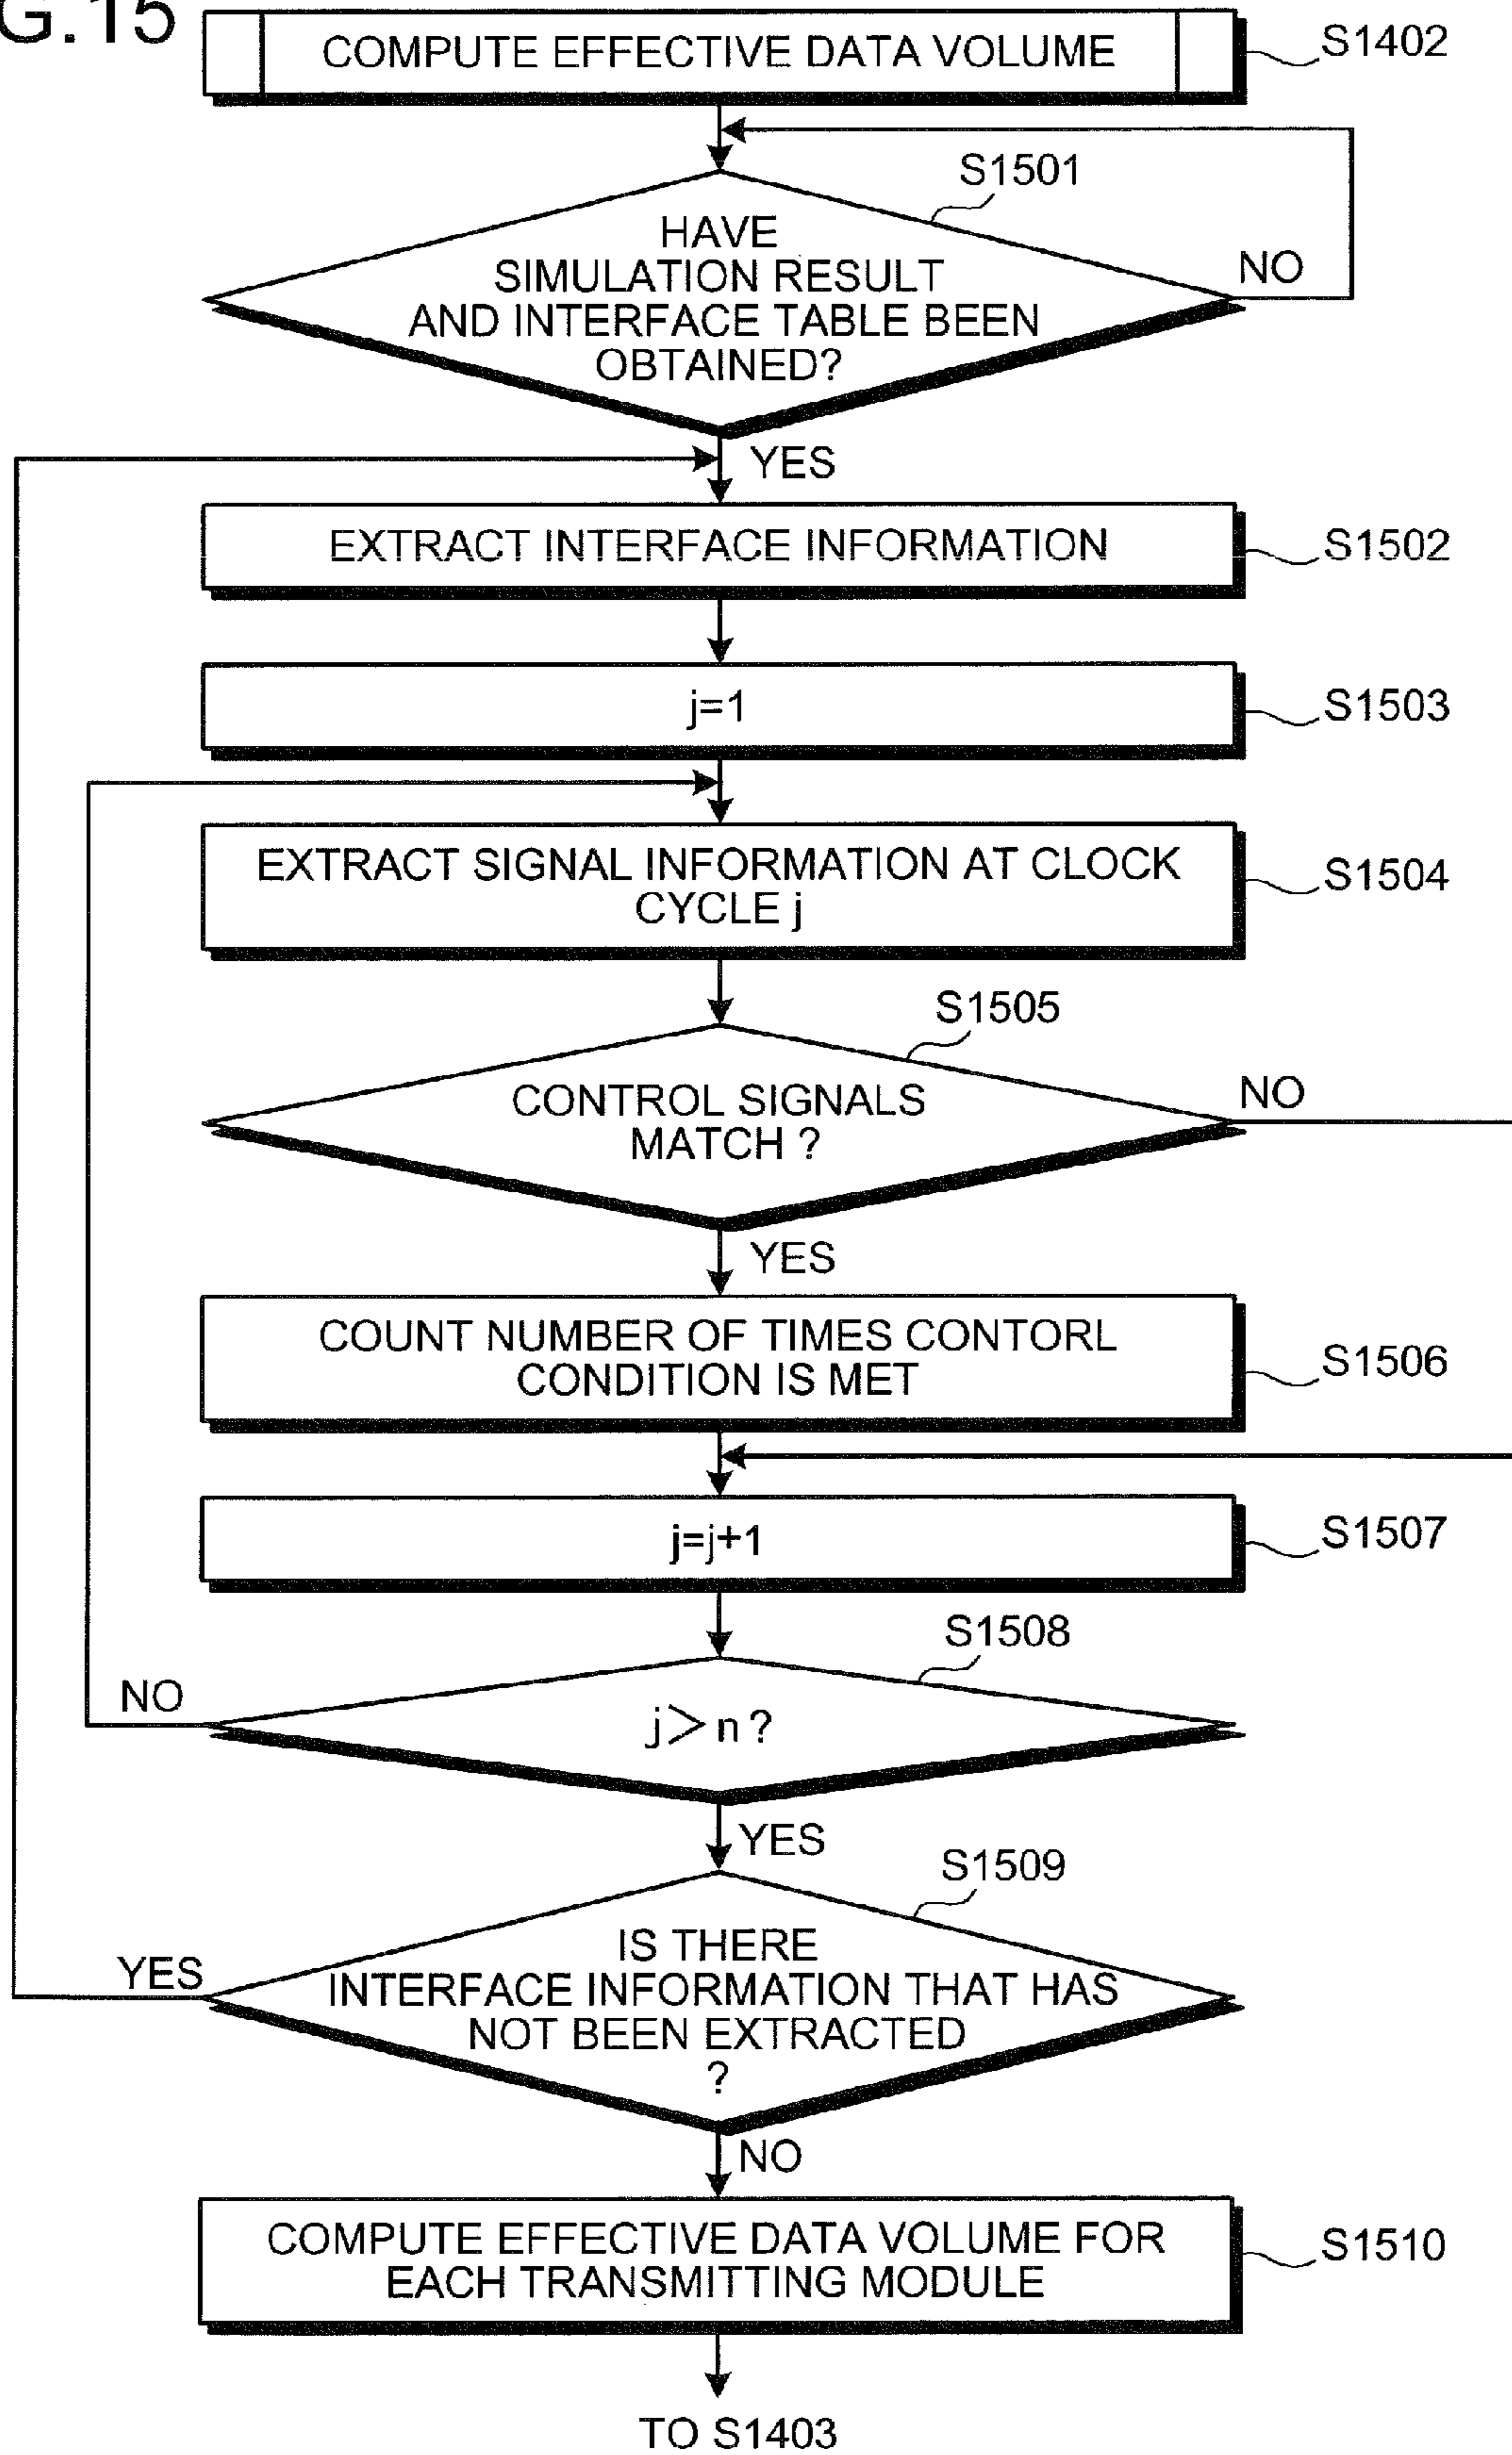 G.15
COMPUTE EFFECTIVE DATA VOLUME
S1402
S1501
HAVE
SIMULATION RESULT
AND INTERFACE TABLE BEEN
OBTAINED?
NO
YES
EXTRACT INTERFACE INFORMATION
S1502
j=1
S1503
EXTRACT SIGNAL INFORMATION AT CLOCK
CYCLE j
S1504
S1505
CONTROL SIGNALS
MATCH ?
NO
YES
COUNT NUMBER OF TIMES CONTORL
CONDITION IS MET
S1506
j=j+1
S1507
S1508
NO
j>n?
YES
S1509
YES
IS THERE
INTERFACE INFORMATION THAT HAS
NOT BEEN EXTRACTED
?
NO
COMPUTE EFFECTIVE DATA VOLUME FOR
EACH TRANSMITTING MODULE
S1510
TO S1403